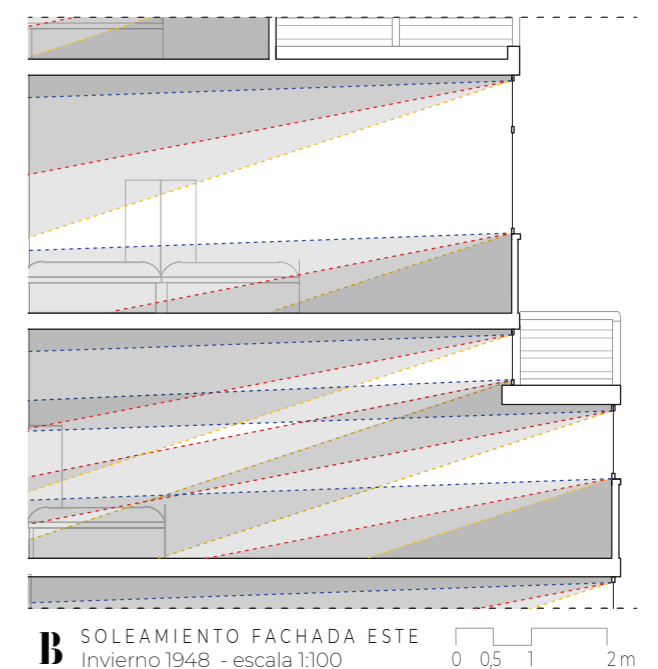 B SOLEAMIENTO FACHADA ESTE
Invierno 1948 - escala 1:100
0 0,5 1 2 m